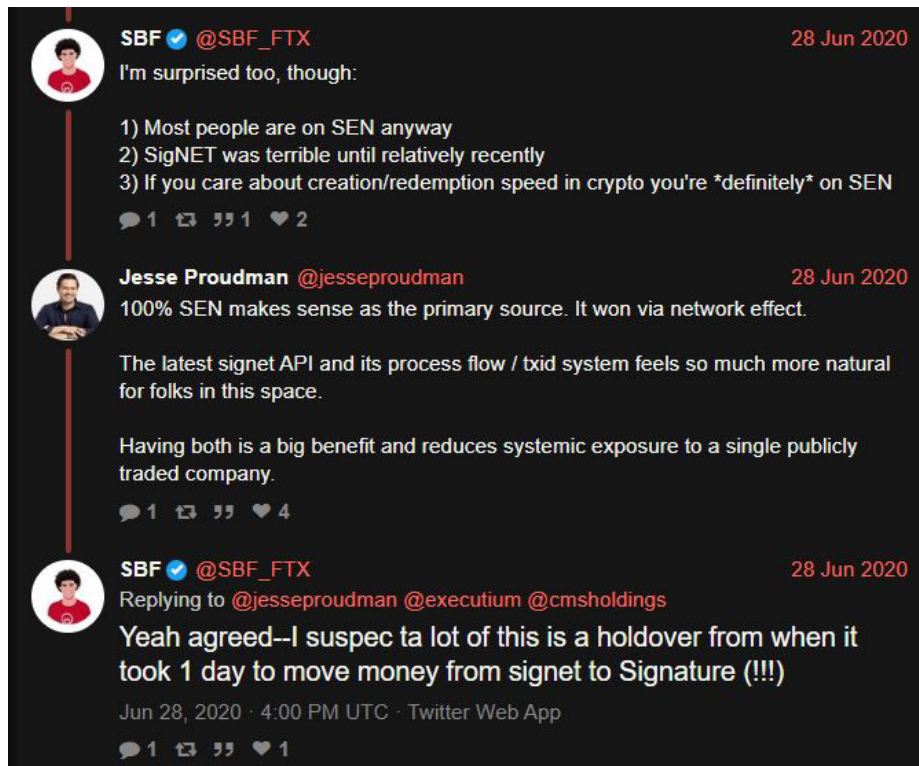 SBF @SBF_FTX 28 Jun 2020
I'm surprised too, though:
1) Most people are on SEN anyway
2) SigNET was terrible until relatively recently
3) If you care about creation/redemption speed in crypto you're *definitely* on SEN
1 1 2
Jesse Proudman @jesseproudman 28 Jun 2020
100% SEN makes sense as the primary source. It won via network effect.
The latest signet API and its process flow / txid system feels so much more natural
for folks in this space.
Having both is a big benefit and reduces systemic exposure to a single publicly
traded company.
1 4
SBF @SBF_FTX 28 Jun 2020
Replying to @jesseproudman @executium @cmsholdings
Yeah agreed--I suspec ta lot of this is a holdover from when it
took 1 day to move money from signet to Signature (!!!)
Jun 28, 2020 · 4:00 PM UTC · Twitter Web App
1 1